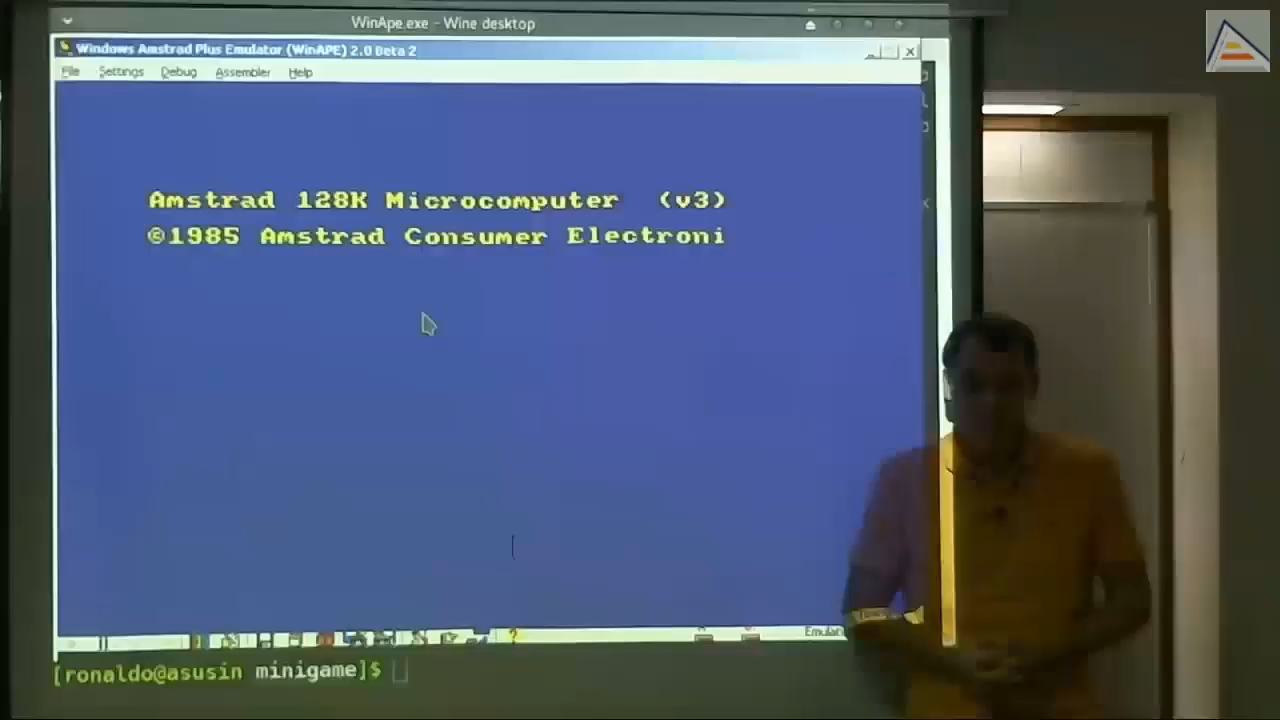 WinApe.exe - Wine desktop
Windows Amstrad Plus Emulator (WinAPE) 2.0 Beta 2
File Settings Debug Assembler Help
Amstrad 128K Microcomputer (v3)
©1985 Amstrad Consumer Electroni
[ronaldo@asusin minigame]$